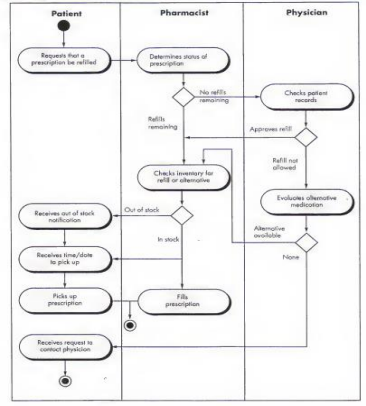 Patient
Pharmacist
Physician
Requests that a
prescription be refilled
Determines status of
prescription
No refills
remaining
Checks patient
records
Refills
remaining
Approves refill
Refill not
allowed
Checks inventory for
refill or alternative
Evaluates alternative
medication
Receives out of stock
notification
Out of stock
In stock
Alternative
available
None
Receives time/date
to pick up
Picks up
prescription
Fills
prescription
Receives request to
contact physician